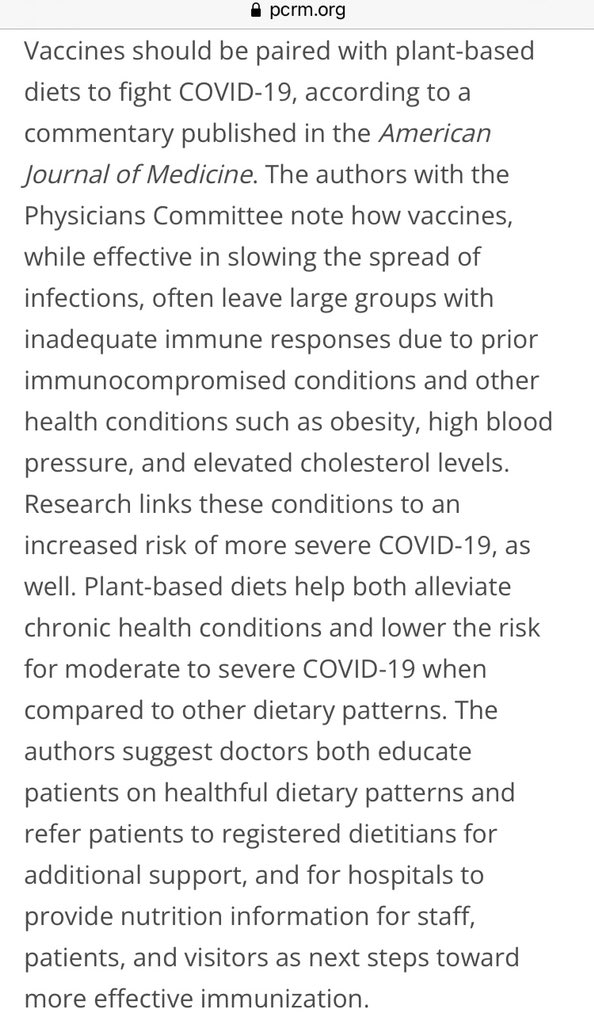 pcrm.org
Vaccines should be paired with plant-based
diets to fight COVID-19, according to a
commentary published in the American
Journal of Medicine. The authors with the
Physicians Committee note how vaccines,
while effective in slowing the spread of
infections, often leave large groups with
inadequate immune responses due to prior
immunocompromised conditions and other
health conditions such as obesity, high blood
pressure, and elevated cholesterol levels.
Research links these conditions to an
increased risk of more severe COVID-19, as
well. Plant-based diets help both alleviate
chronic health conditions and lower the risk
for moderate to severe COVID-19 when
compared to other dietary patterns. The
authors suggest doctors both educate
patients on healthful dietary patterns and
refer patients to registered dietitians for
additional support, and for hospitals to
provide nutrition information for staff,
patients, and visitors as next steps toward
more effective immunization.